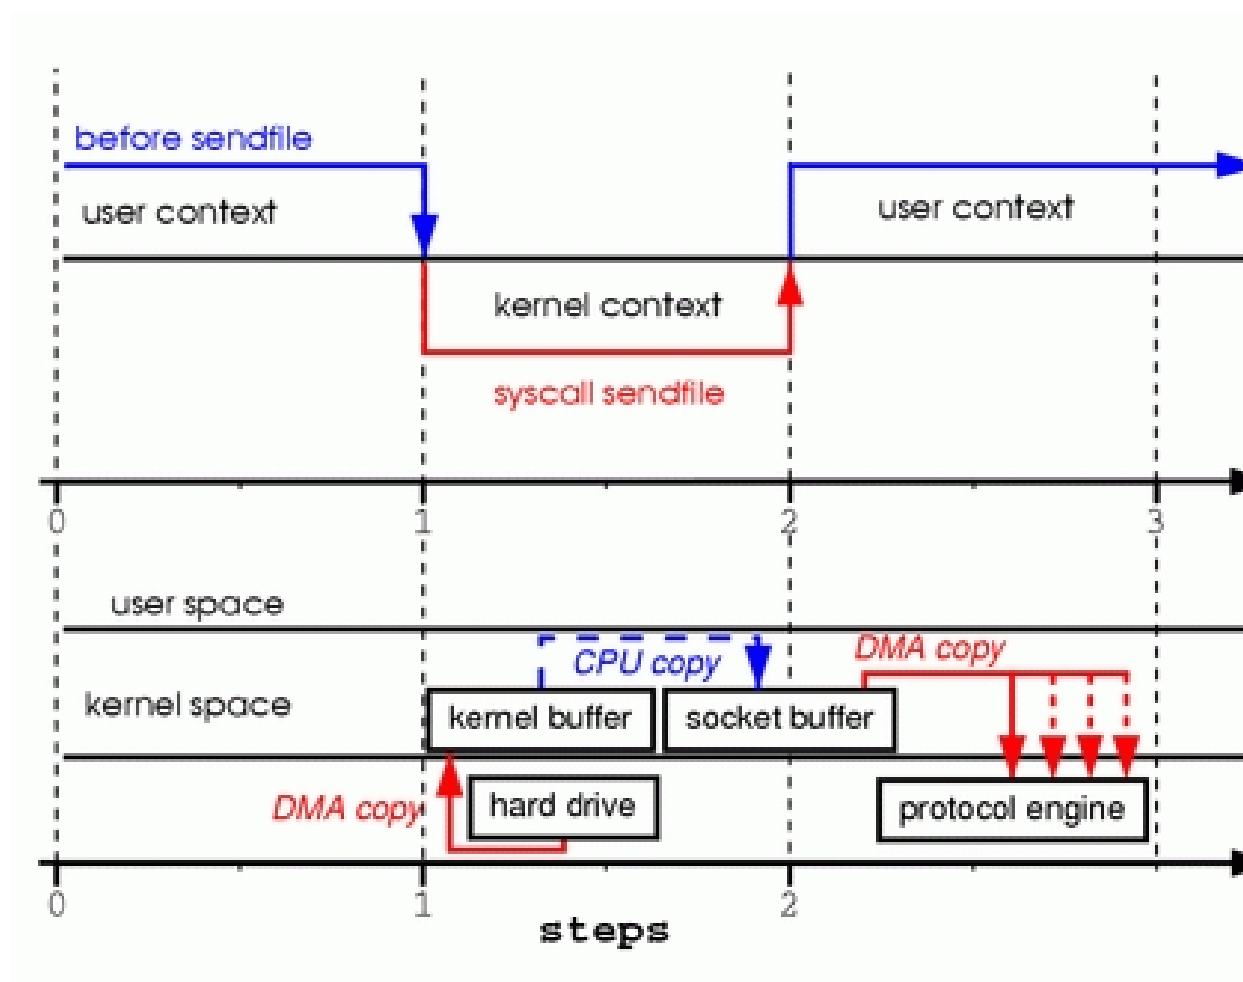 before sendfile
user context
user context
kernel context
syscall sendfile
0 1 2 3
user space
DMA copy
CPU copy
kernel space
kernel buffer
socket buffer
DMA copy
hard drive
protocol engine
0 1 2
steps